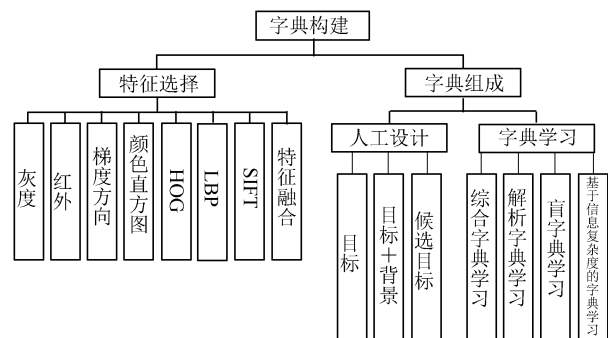 字典构建
特征选择
字典组成
人工设计
字典学习
灰度
红外
梯度方向
颜色直方图
HOG
LBP
SIFT
特征融合
目标
目标＋背景
候选目标
综合字典学习
解析字典学习
盲字典学习
基于信息复杂度的字典学习